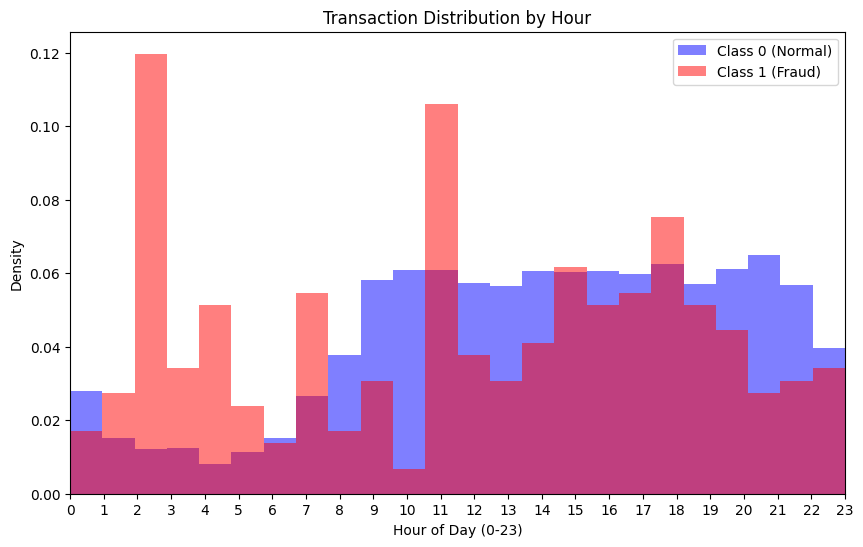 Transaction Distribution by Hour
Class 0 (Normal)
Class 1 (Fraud)
Density
0.12
0.10
0.08
0.06
0.04
0.02
0.00
0 1 2 3 4 5 6 7 8 9 10 11 12 13 14 15 16 17 18 19 20 21 22 23
Hour of Day (0-23)